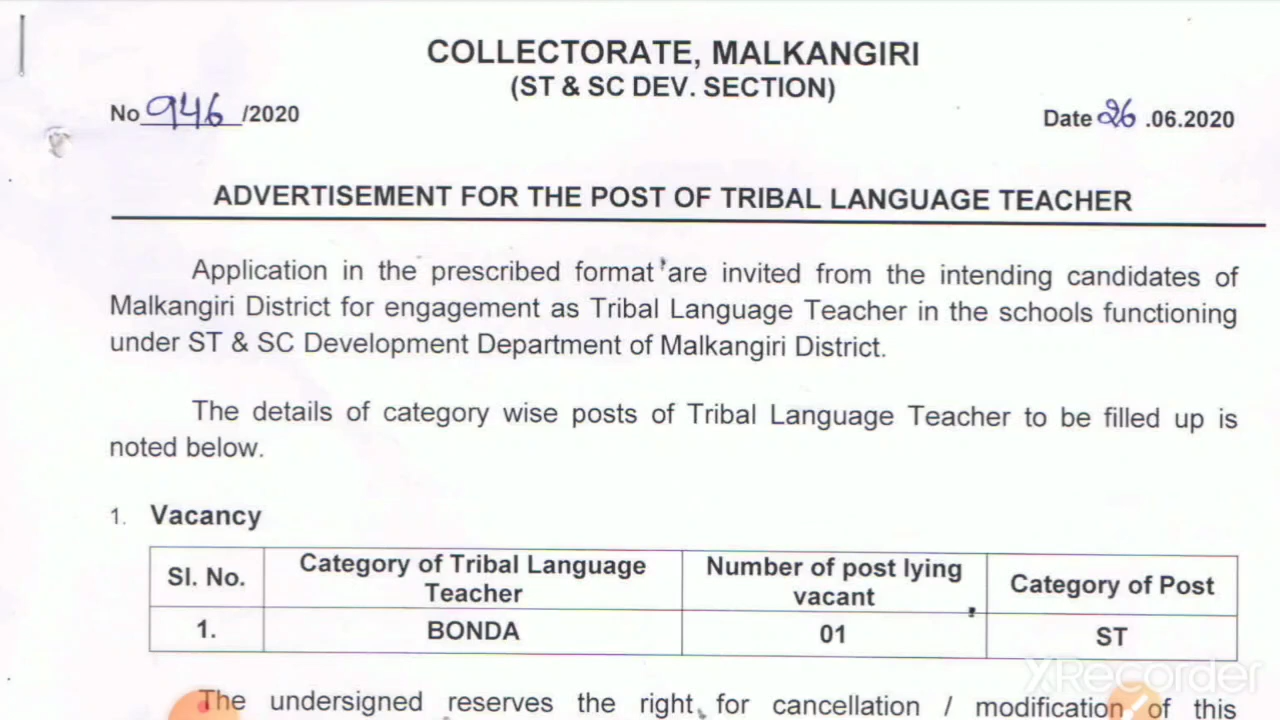 COLLECTORATE, MALKANGIRI
(ST & SC DEV. SECTION)
No 946 /2020
Date 26 .06.2020
ADVERTISEMENT FOR THE POST OF TRIBAL LANGUAGE TEACHER
Application in the prescribed format are invited from the intending candidates of
Malkangiri District for engagement as Tribal Language Teacher in the schools functioning
under ST & SC Development Department of Malkangiri District.
The details of category wise posts of Tribal Language Teacher to be filled up is
noted below.
1. Vacancy
Sl. No.
Category of Tribal Language
Teacher
Number of post lying
vacant
Category of Post
1.
BONDA
01
ST
The undersigned reserves the right for cancellation / modification of this
XRecorder